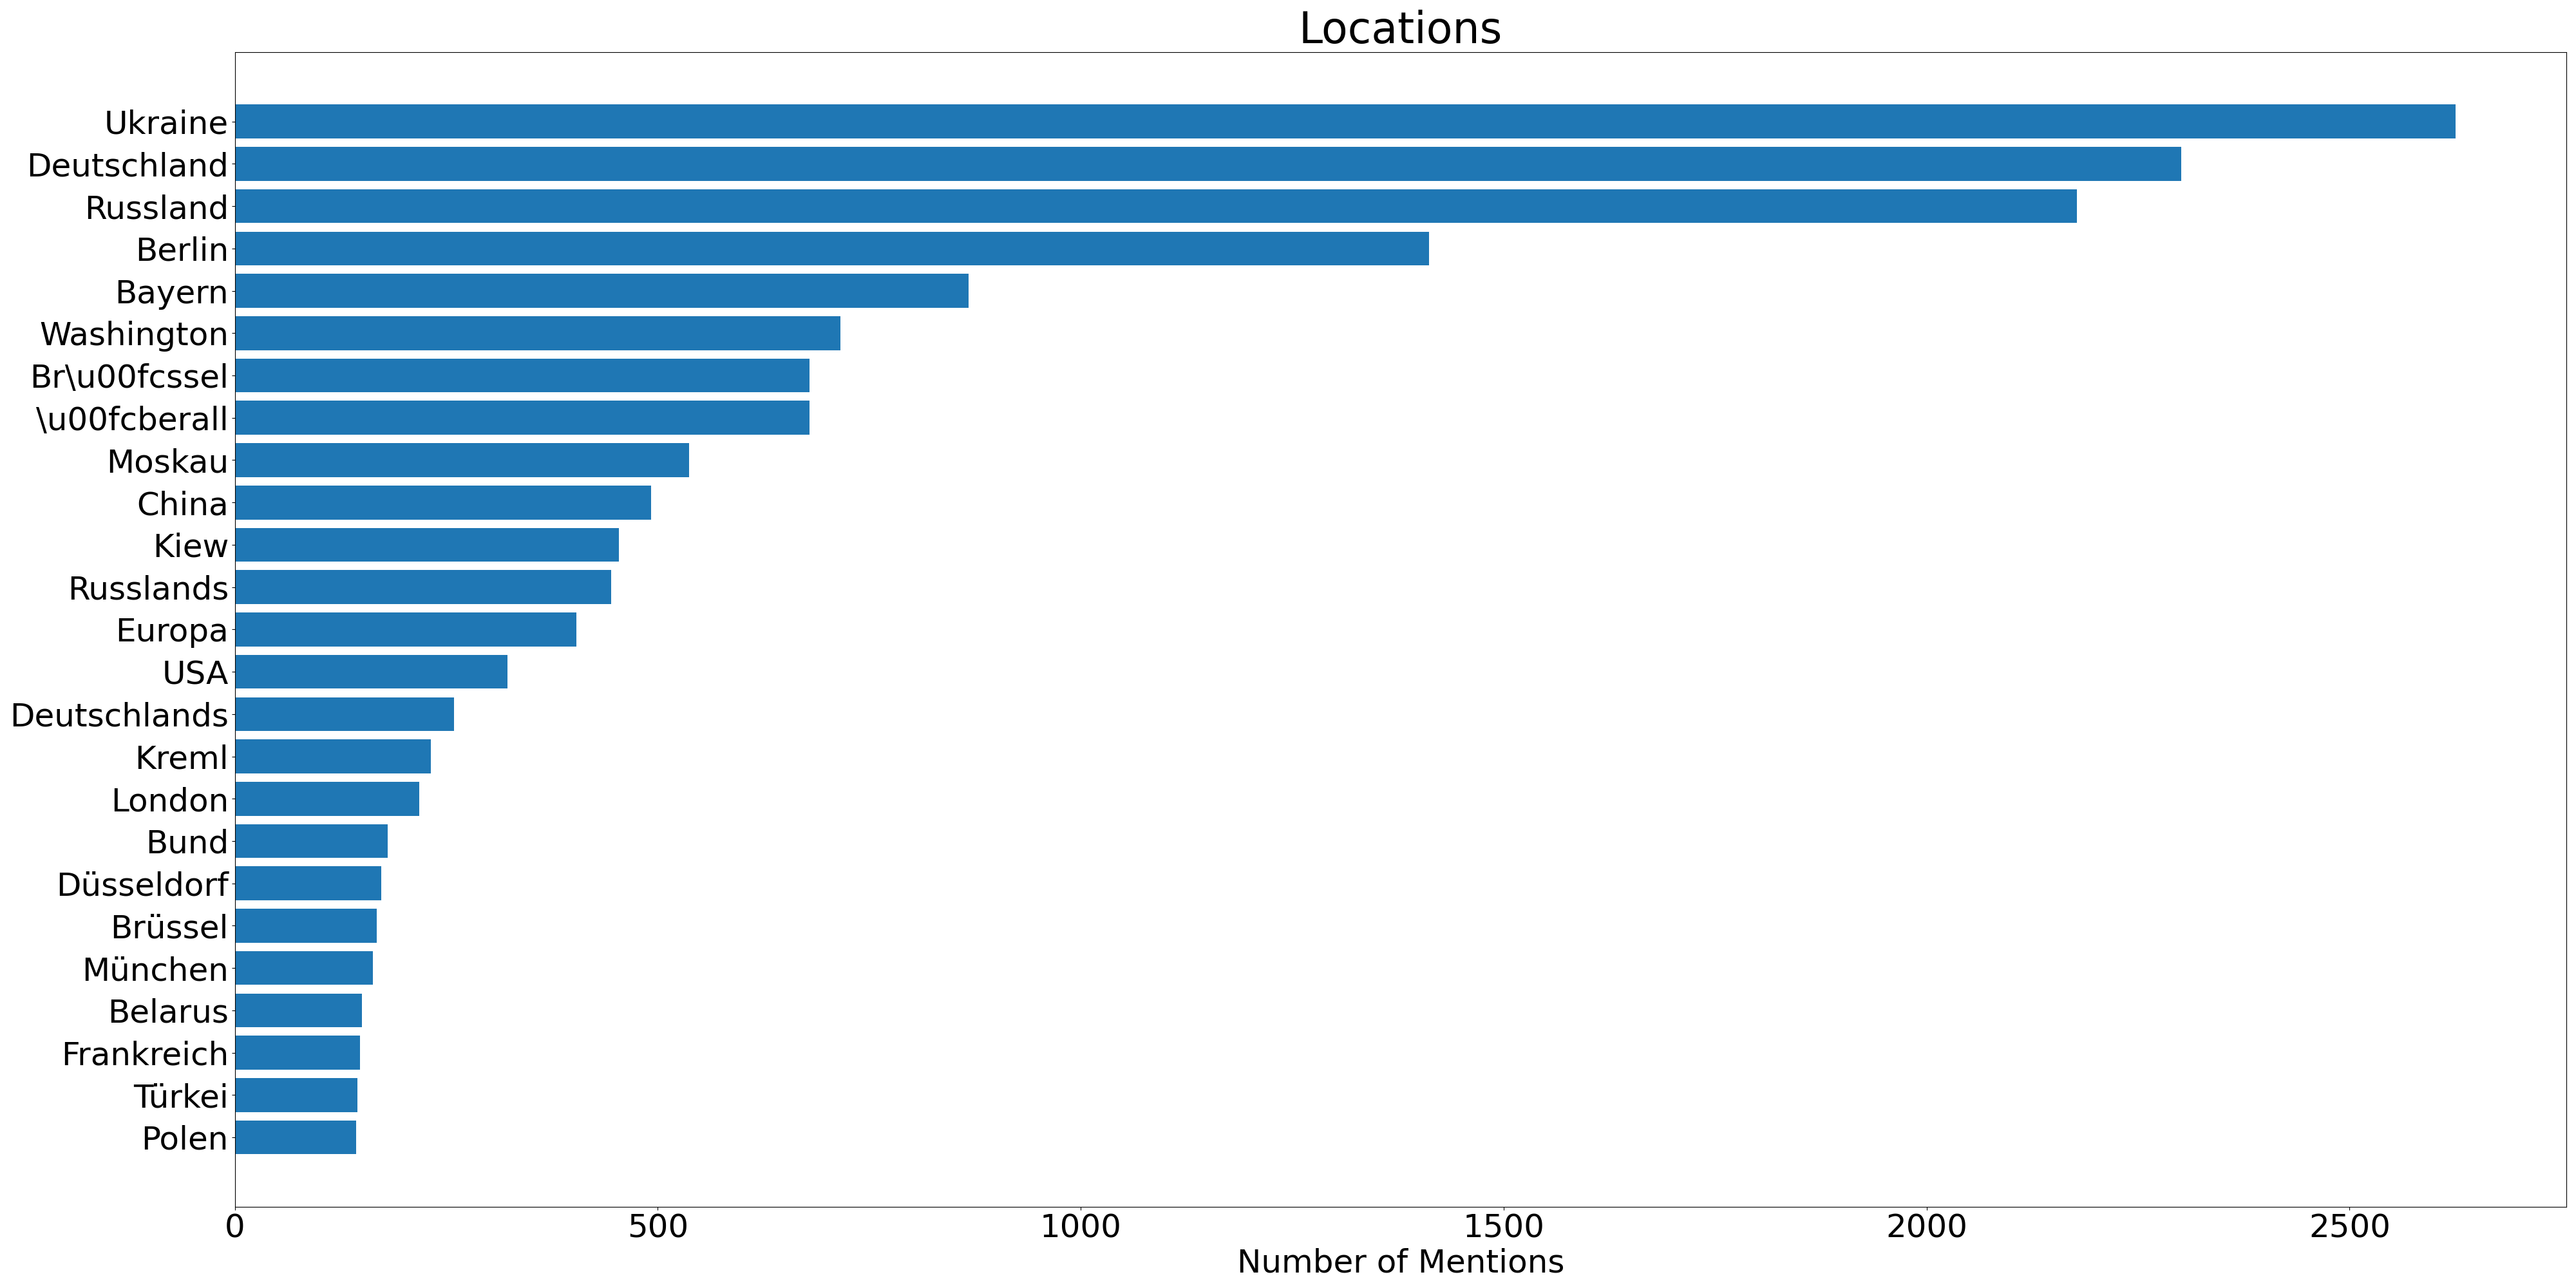 Locations
Ukraine
Deutschland
Russland
Berlin
Bayern
Washington
Br\u00fcssel
\u00fcberall
Moskau
China
Kiew
Russlands
Europa
USA
Deutschlands
Kreml
London
Bund
Düsseldorf
Brüssel
München
Belarus
Frankreich
Türkei
Polen
0 500 1000 1500 2000 2500
Number of Mentions